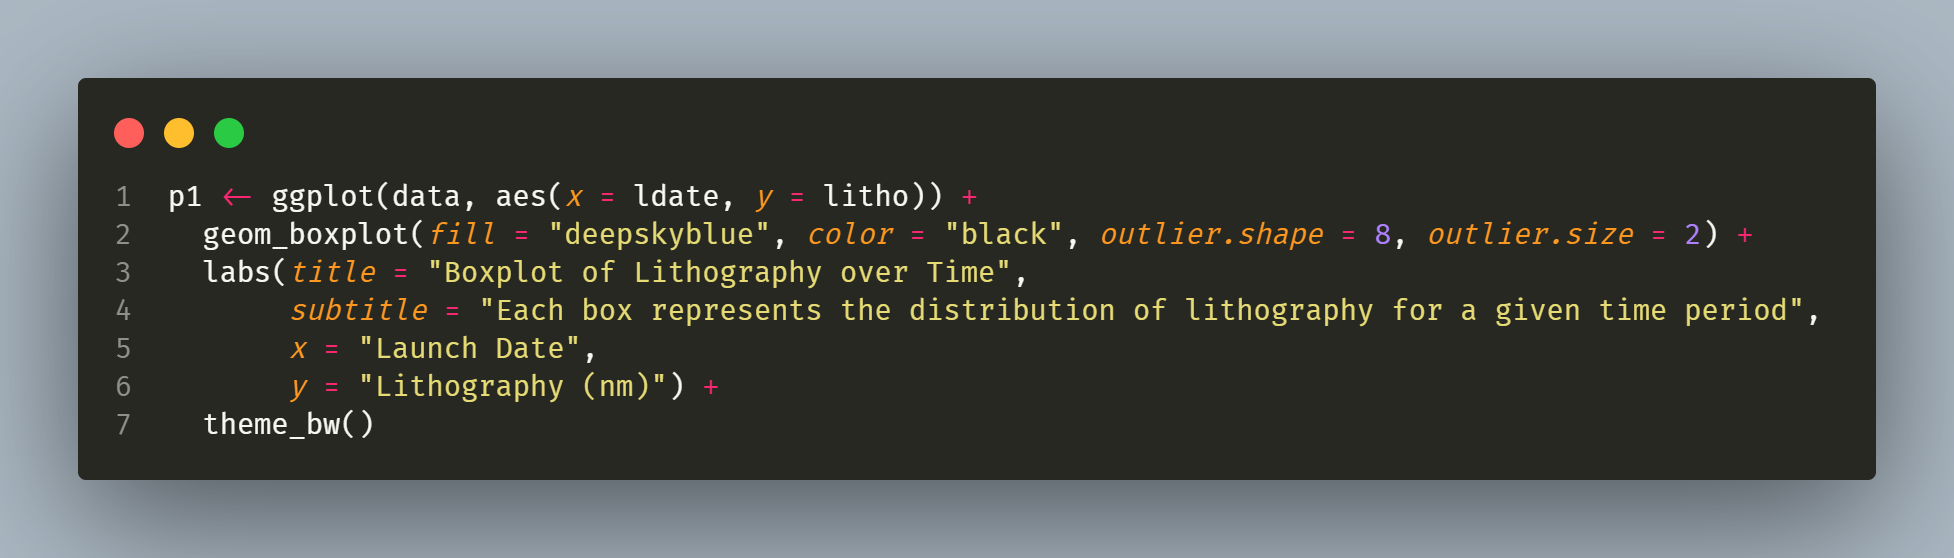 1 p1 <- ggplot(data, aes(x = ldate, y = litho)) +
2   geom_boxplot(fill = "deepskyblue", color = "black", outlier.shape = 8, outlier.size = 2) +
3   labs(title = "Boxplot of Lithography over Time",
4        subtitle = "Each box represents the distribution of lithography for a given time period",
5        x = "Launch Date",
6        y = "Lithography (nm)") +
7   theme_bw()